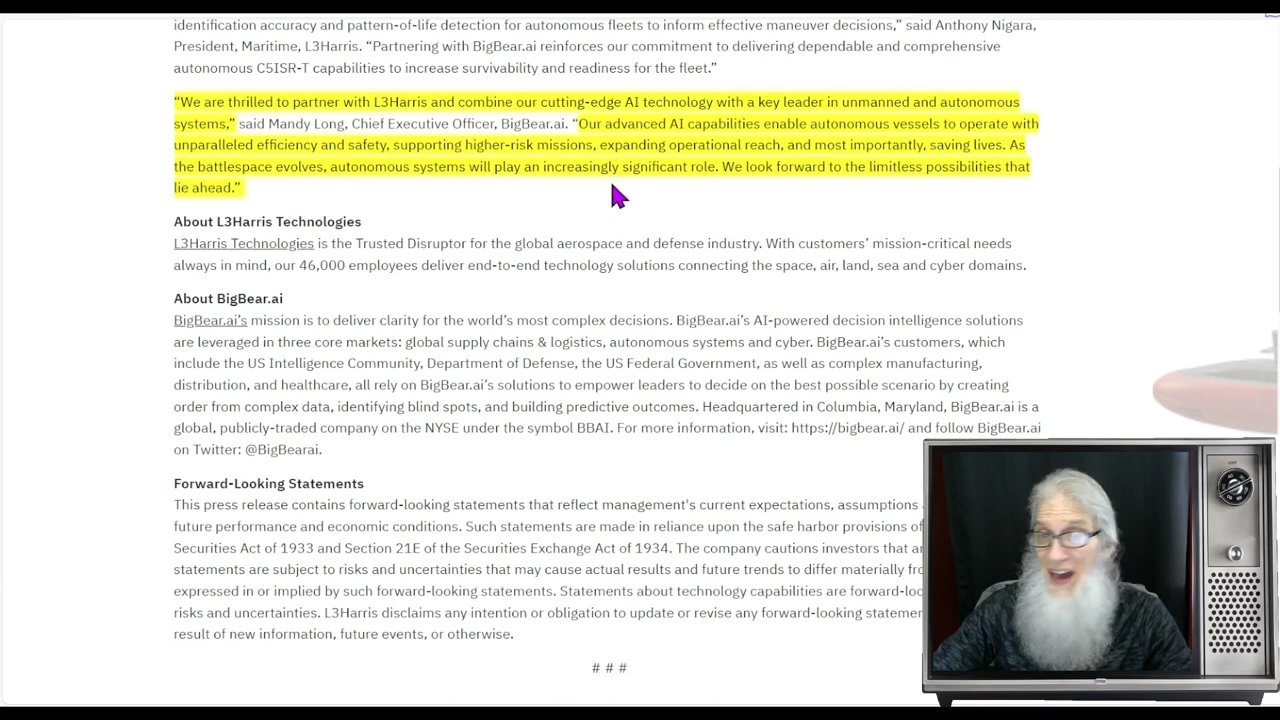 identification accuracy and pattern-of-life detection for autonomous fleets to inform effective maneuver decisions,” said Anthony Nigara,
President, Maritime, L3Harris. “Partnering with BigBear.ai reinforces our commitment to delivering dependable and comprehensive
autonomous C5ISR-T capabilities to increase survivability and readiness for the fleet.”
“We are thrilled to partner with L3Harris and combine our cutting-edge AI technology with a key leader in unmanned and autonomous
systems,” said Mandy Long, Chief Executive Officer, BigBear.ai. “Our advanced AI capabilities enable autonomous vessels to operate with
unparalleled efficiency and safety, supporting higher-risk missions, expanding operational reach, and most importantly, saving lives. As
the battlespace evolves, autonomous systems will play an increasingly significant role. We look forward to the limitless possibilities that
lie ahead.”
About L3Harris Technologies
L3Harris Technologies is the Trusted Disruptor for the global aerospace and defense industry. With customers’ mission-critical needs
always in mind, our 46,000 employees deliver end-to-end technology solutions connecting the space, air, land, sea and cyber domains.
About BigBear.ai
BigBear.ai’s mission is to deliver clarity for the world’s most complex decisions. BigBear.ai’s AI-powered decision intelligence solutions
are leveraged in three core markets: global supply chains & logistics, autonomous systems and cyber. BigBear.ai’s customers, which
include the US Intelligence Community, Department of Defense, the US Federal Government, as well as complex manufacturing,
distribution, and healthcare, all rely on BigBear.ai’s solutions to empower leaders to decide on the best possible scenario by creating
order from complex data, identifying blind spots, and building predictive outcomes. Headquartered in Columbia, Maryland, BigBear.ai is a
global, publicly-traded company on the NYSE under the symbol BBAI. For more information, visit: https://bigbear.ai/ and follow BigBear.ai
on Twitter: @BigBearai.
Forward-Looking Statements
This press release contains forward-looking statements that reflect management's current expectations, assumptions
future performance and economic conditions. Such statements are made in reliance upon the safe harbor provisions of
Securities Act of 1933 and Section 21E of the Securities Exchange Act of 1934. The company cautions investors that
statements are subject to risks and uncertainties that may cause actual results and future trends to differ materially
expressed in or implied by such forward-looking statements. Statements about technology capabilities are
risks and uncertainties. L3Harris disclaims any intention or obligation to update or revise any forward-looking
result of new information, future events, or otherwise.
# # #